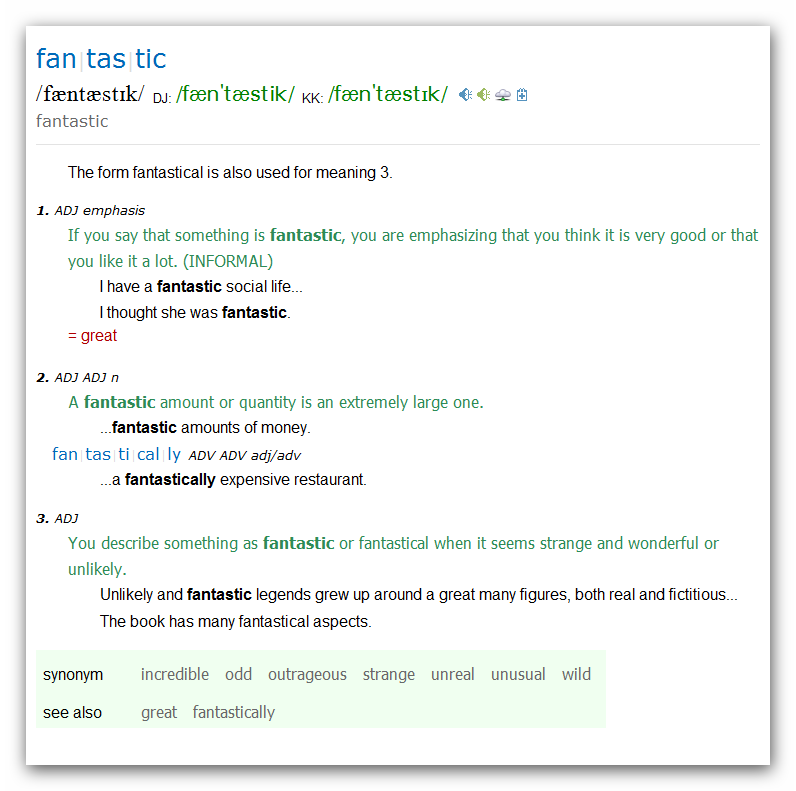 fan|tas|tic
/fæntæstɪk/ DJ: /fæn'tæstik/ KK: /fæn'tæstɪk/
fantastic
The form fantastical is also used for meaning 3.
1. ADJ emphasis
If you say that something is fantastic, you are emphasizing that you think it is very good or that
you like it a lot. (INFORMAL)
I have a fantastic social life...
I thought she was fantastic.
= great
2. ADJ ADJ n
A fantastic amount or quantity is an extremely large one.
...fantastic amounts of money.
fan|tas|ti|cal|ly ADV ADV adj/adv
...a fantastically expensive restaurant.
3. ADJ
You describe something as fantastic or fantastical when it seems strange and wonderful or
unlikely.
Unlikely and fantastic legends grew up around a great many figures, both real and fictitious...
The book has many fantastical aspects.
synonym incredible odd outrageous strange unreal unusual wild
see also great fantastically